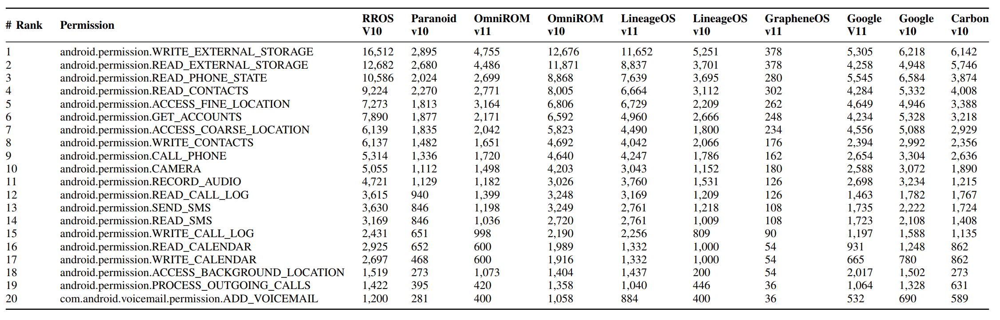 # Rank Permission RROS V10 Paranoid v10 OmniROM v11 OmniROM v10 LineageOS v11 LineageOS v10 GrapheneOS v11 Google V11 Google v10 Carbon v10
1 android.permission.WRITE_EXTERNAL_STORAGE 16,512 2,895 4,755 12,676 11,652 5,251 378 5,305 6,218 6,142
2 android.permission.READ_EXTERNAL_STORAGE 12,682 2,680 4,486 11,871 8,837 3,701 378 4,258 4,948 5,746
3 android.permission.READ_PHONE_STATE 10,586 2,024 2,699 8,868 7,639 3,695 280 5,545 6,584 3,874
4 android.permission.READ_CONTACTS 9,224 2,270 2,771 8,005 6,664 3,112 302 4,284 5,332 4,008
5 android.permission.ACCESS_FINE_LOCATION 7,273 1,813 3,164 6,806 6,729 2,209 262 4,649 4,946 3,388
6 android.permission.GET_ACCOUNTS 7,890 1,877 2,171 6,592 4,960 2,666 248 4,234 5,328 3,218
7 android.permission.ACCESS_COARSE_LOCATION 6,139 1,835 2,042 5,823 4,490 1,800 234 4,556 5,088 2,929
8 android.permission.WRITE_CONTACTS 6,137 1,482 1,651 4,692 4,042 2,066 176 2,394 2,992 2,356
9 android.permission.CALL_PHONE 5,314 1,336 1,720 4,640 4,247 1,786 162 2,654 3,304 2,636
10 android.permission.CAMERA 5,055 1,112 1,498 4,203 3,043 1,152 180 2,588 3,072 1,890
11 android.permission.RECORD_AUDIO 4,721 1,129 1,182 3,026 3,760 1,531 126 2,698 3,234 1,215
12 android.permission.READ_CALL_LOG 3,615 940 1,399 3,248 3,169 1,209 126 1,463 1,782 1,767
13 android.permission.SEND_SMS 3,630 846 1,198 3,249 2,761 1,218 108 1,735 2,222 1,724
14 android.permission.READ_SMS 3,169 846 1,036 2,720 2,761 1,009 108 1,723 2,108 1,408
15 android.permission.WRITE_CALL_LOG 2,431 651 998 2,190 2,256 809 90 1,197 1,588 1,135
16 android.permission.READ_CALENDAR 2,925 652 600 1,989 1,332 1,000 54 931 1,248 862
17 android.permission.WRITE_CALENDAR 2,697 468 600 1,916 1,332 1,000 54 665 780 862
18 android.permission.ACCESS_BACKGROUND_LOCATION 1,519 273 1,073 1,404 1,437 200 54 2,017 1,502 273
19 android.permission.PROCESS_OUTGOING_CALLS 1,422 395 420 1,358 1,040 446 36 1,064 1,328 631
20 com.android.voicemail.permission.ADD_VOICEMAIL 1,200 281 400 1,058 884 400 36 532 690 589